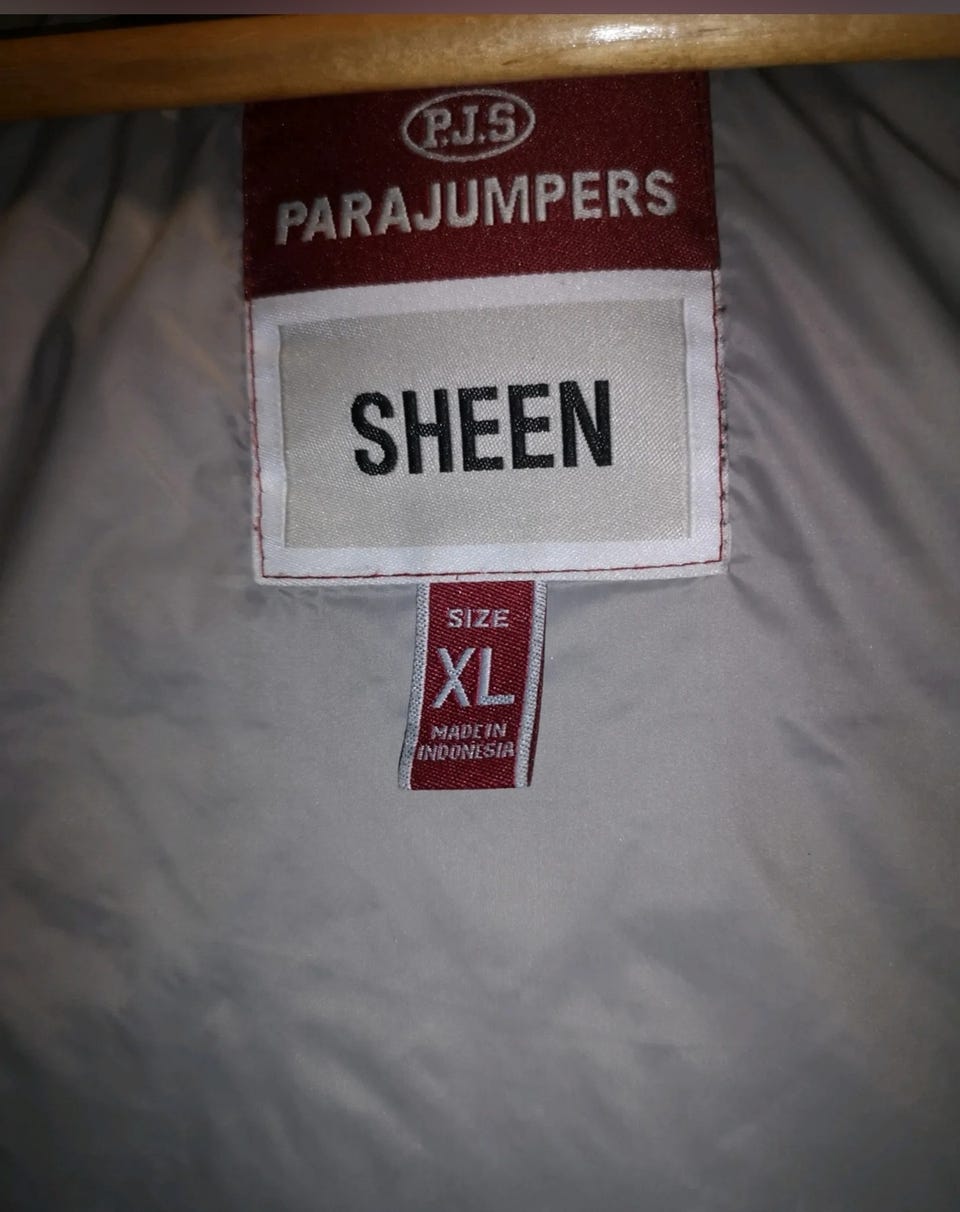 P.J.S
PARAJUMPERS
SHEEN
SIZE
XL
MADE IN
INDONESIA